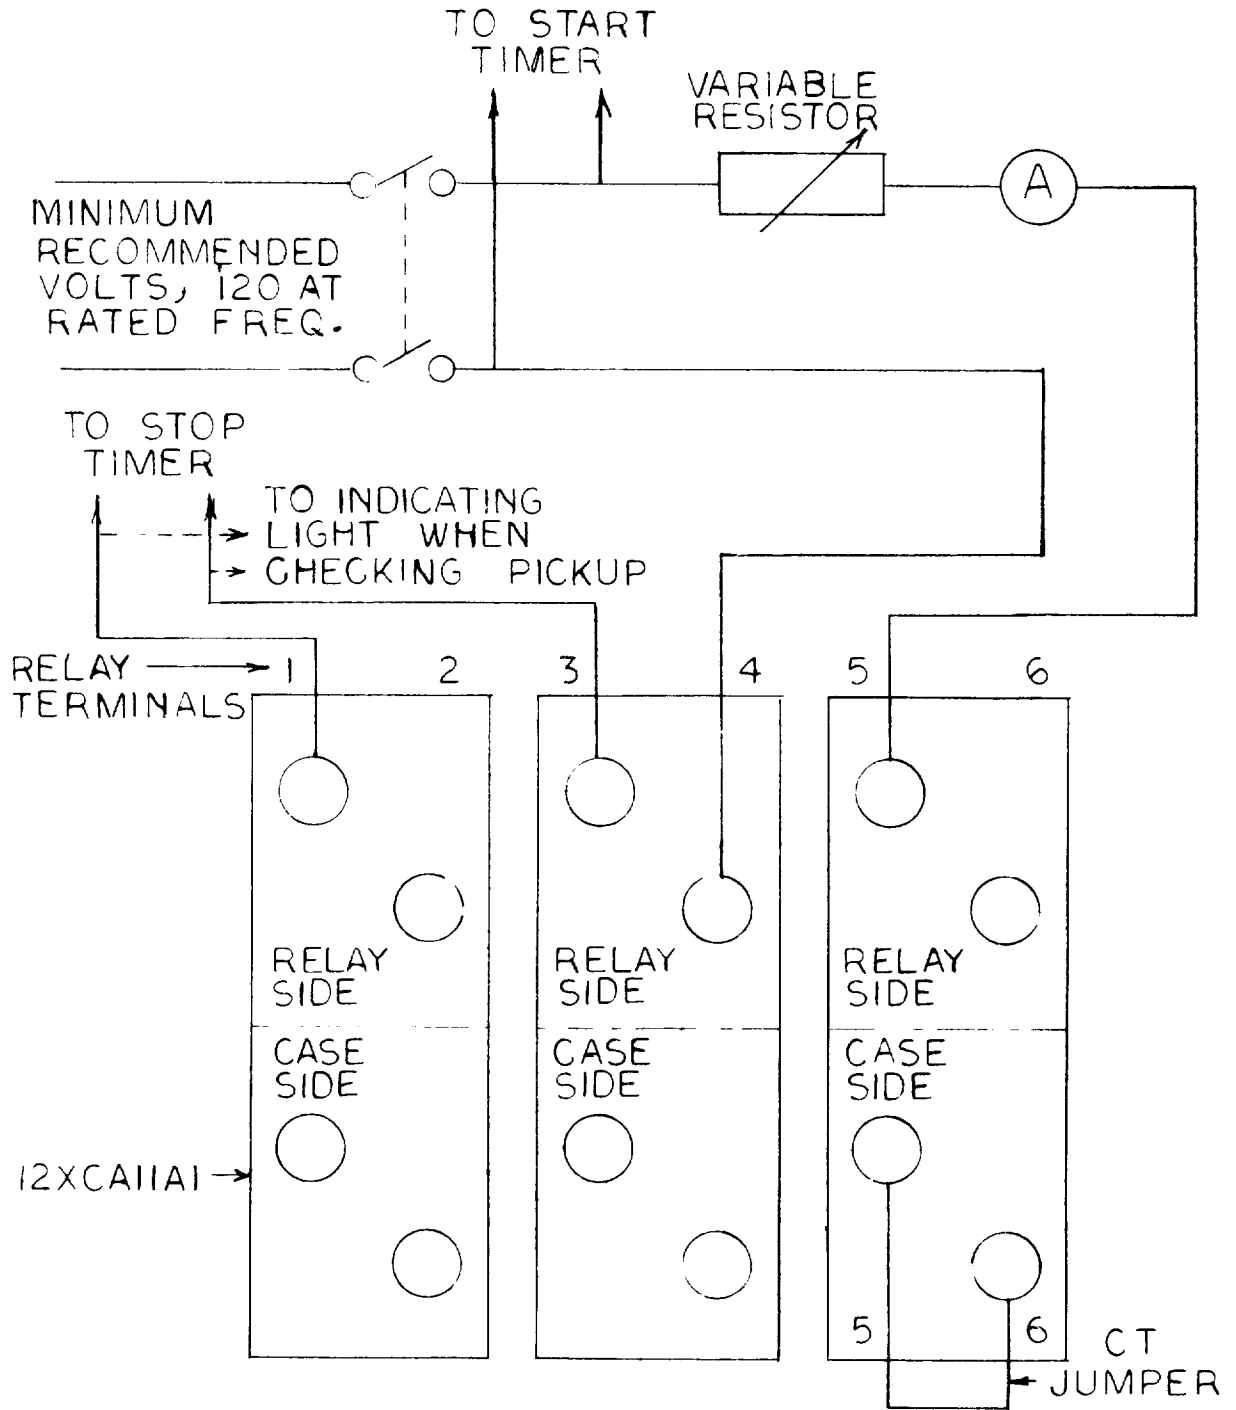 TO START
TIMER
VARIABLE
RESISTOR
A
MINIMUM
RECOMMENDED
VOLTS, 120 AT
RATED FREQ.
TO STOP
TIMER
TO INDICATING
LIGHT WHEN
CHECKING PICKUP
RELAY
TERMINALS
1 2 3 4 5 6
RELAY
SIDE
RELAY
SIDE
RELAY
SIDE
CASE
SIDE
CASE
SIDE
CASE
SIDE
12XCA11A1
5 6
CT
JUMPER